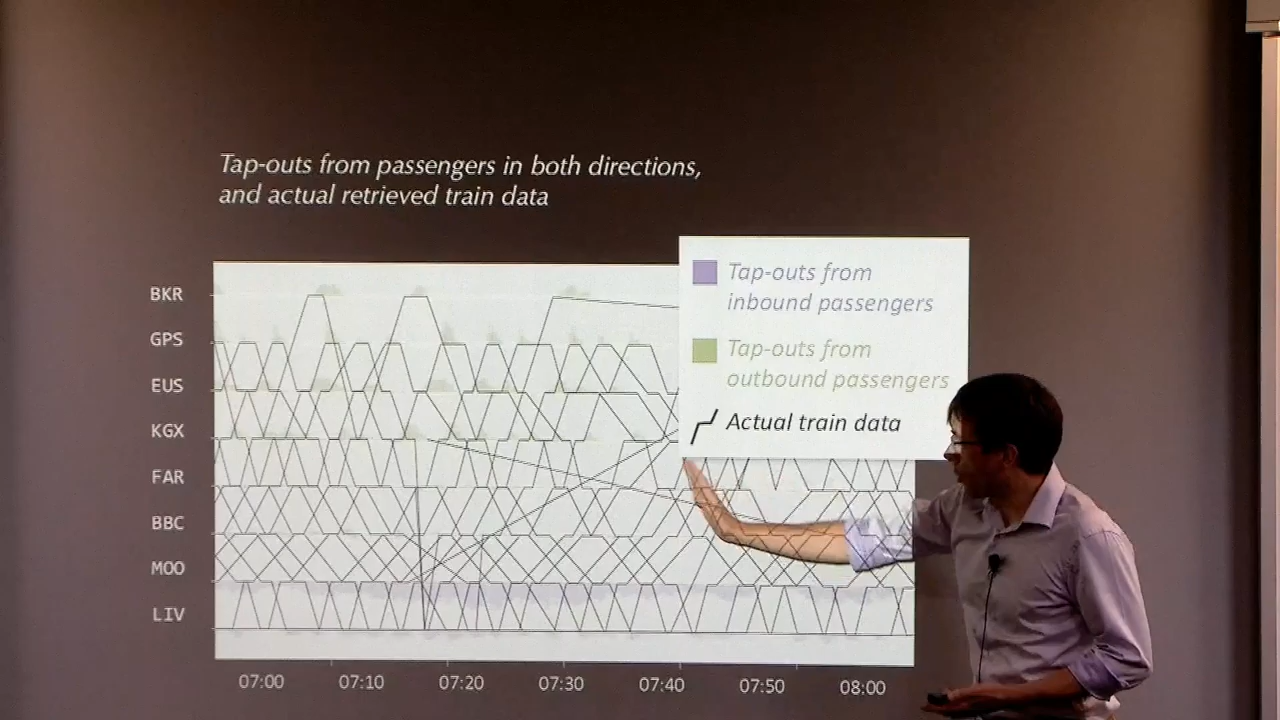 Tap-outs from passengers in both directions,
and actual retrieved train data
Tap-outs from
inbound passengers
Tap-outs from
outbound passengers
Actual train data
BKR
GPS
EUS
KGX
FAR
BBC
MOO
LIV
07:00
07:10
07:20
07:30
07:40
07:50
08:00